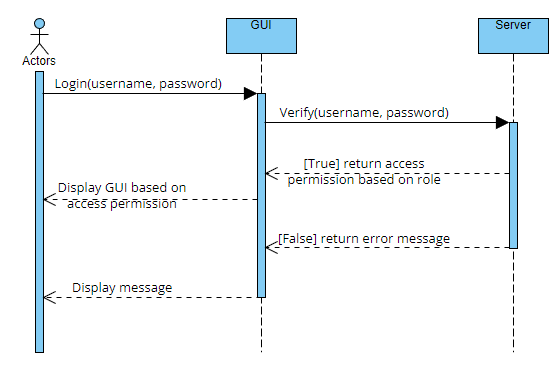 GUI
Server
Actors
Login(username, password)
Verify(username, password)
[True] return access
permission based on role
Display GUI based on
access permission
[False] return error message
Display message